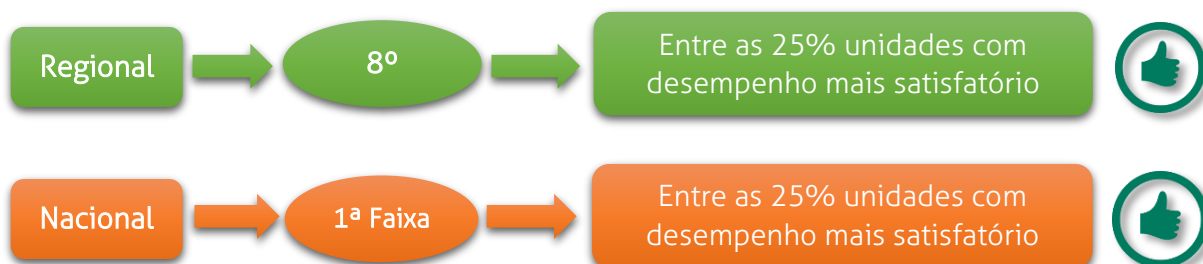 Regional
8º
Entre as 25% unidades com
desempenho mais satisfatório
Nacional
1ª Faixa
Entre as 25% unidades com
desempenho mais satisfatório